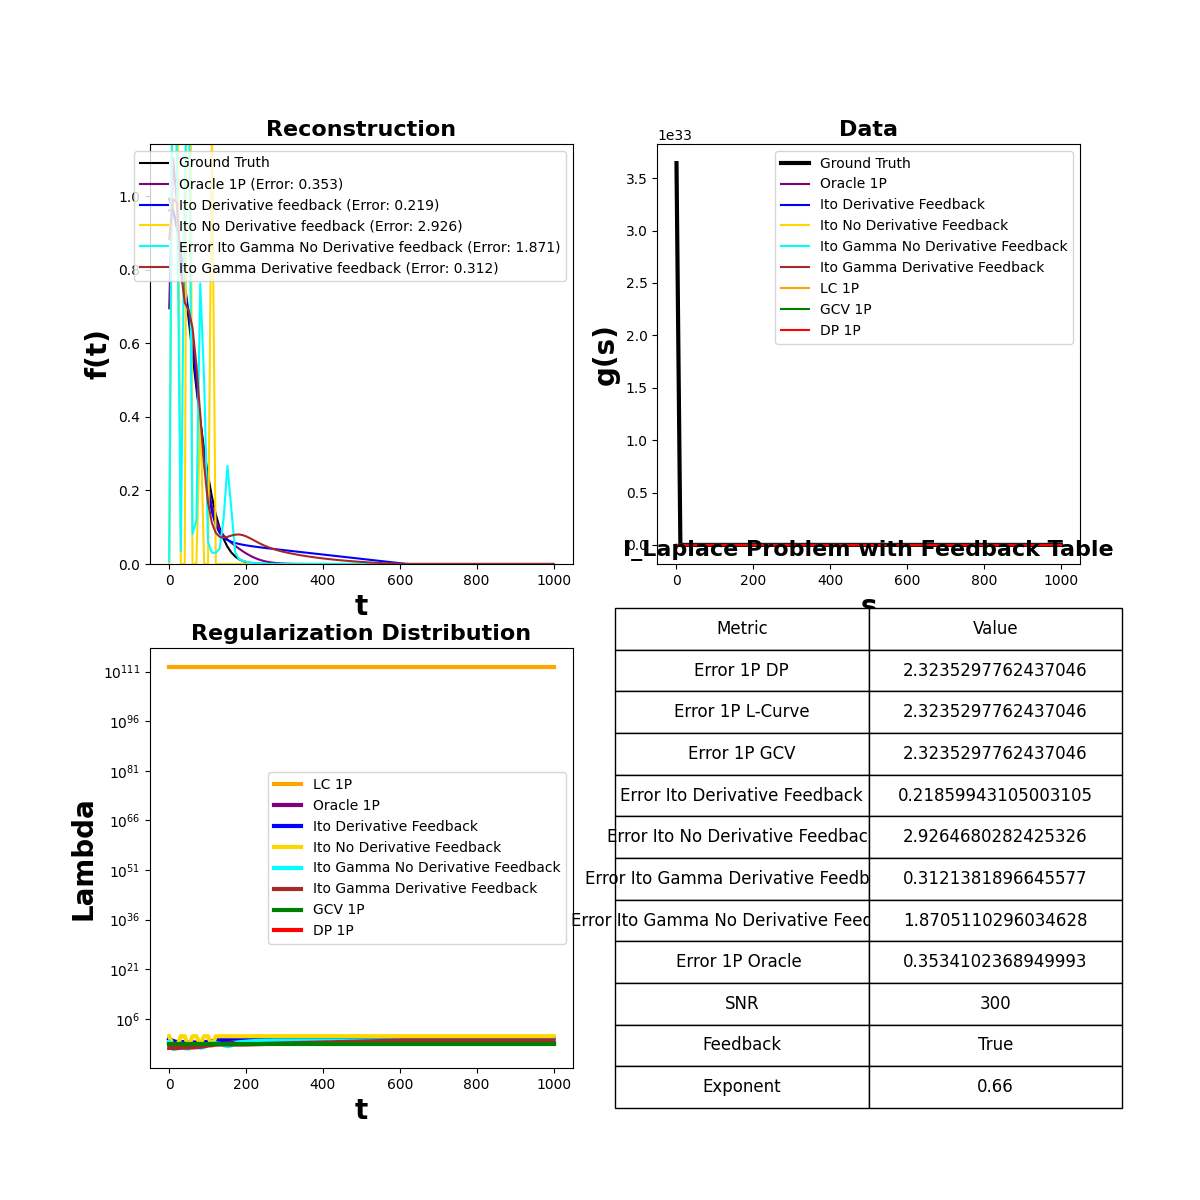 Reconstruction
Ground Truth
Oracle 1P (Error: 0.353)
Ito Derivative feedback (Error: 0.219)
Ito No Derivative feedback (Error: 2.926)
Error Ito Gamma No Derivative feedback (Error: 1.871)
Ito Gamma Derivative feedback (Error: 0.312)
1.0
0.8
0.6
0.4
0.2
0.0
f(t)
0 200 400 600 800 1000
t
Data
1e33
3.5
3.0
2.5
2.0
1.5
1.0
0.5
0.0
g(s)
Ground Truth
Oracle 1P
Ito Derivative Feedback
Ito No Derivative Feedback
Ito Gamma No Derivative Feedback
Ito Gamma Derivative Feedback
LC 1P
GCV 1P
DP 1P
0 200 400 600 800 1000
s
Regularization Distribution
10^111
10^96
10^81
10^66
10^51
10^36
10^21
10^6
Lambda
LC 1P
Oracle 1P
Ito Derivative Feedback
Ito No Derivative Feedback
Ito Gamma No Derivative Feedback
Ito Gamma Derivative Feedback
GCV 1P
DP 1P
0 200 400 600 800 1000
t
_Laplace Problem with Feedback Table
Metric Value
Error 1P DP 2.3235297762437046
Error 1P L-Curve 2.3235297762437046
Error 1P GCV 2.3235297762437046
Error Ito Derivative Feedback 0.21859943105003105
Error Ito No Derivative Feedbac 2.9264680282425326
Error Ito Gamma Derivative Feedb 0.3121381896645577
Error Ito Gamma No Derivative Feed 1.8705110296034628
Error 1P Oracle 0.3534102368949993
SNR 300
Feedback True
Exponent 0.66